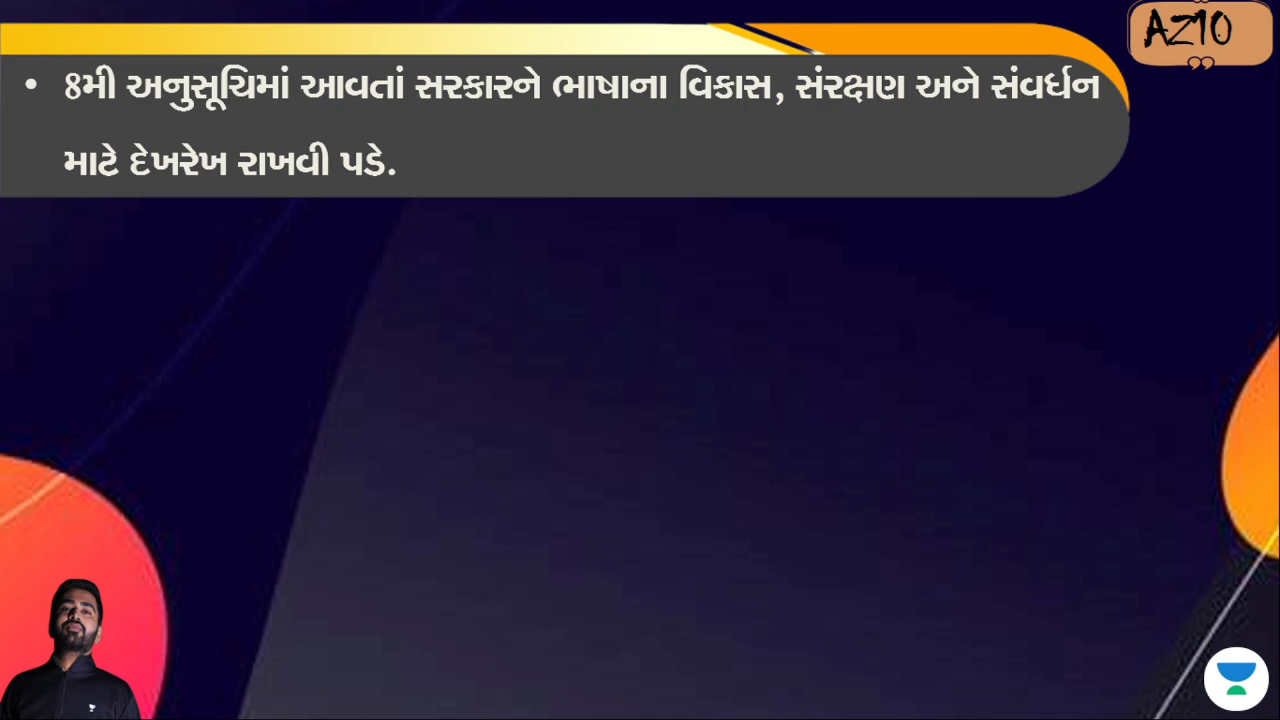 AZ10
• 8મી અનુસૂચિમાં આવતાં સરકારને ભાષાના વિકાસ, સંરક્ષણ અને સંવર્ધન
માટે દેખરેખ રાખવી પડે.